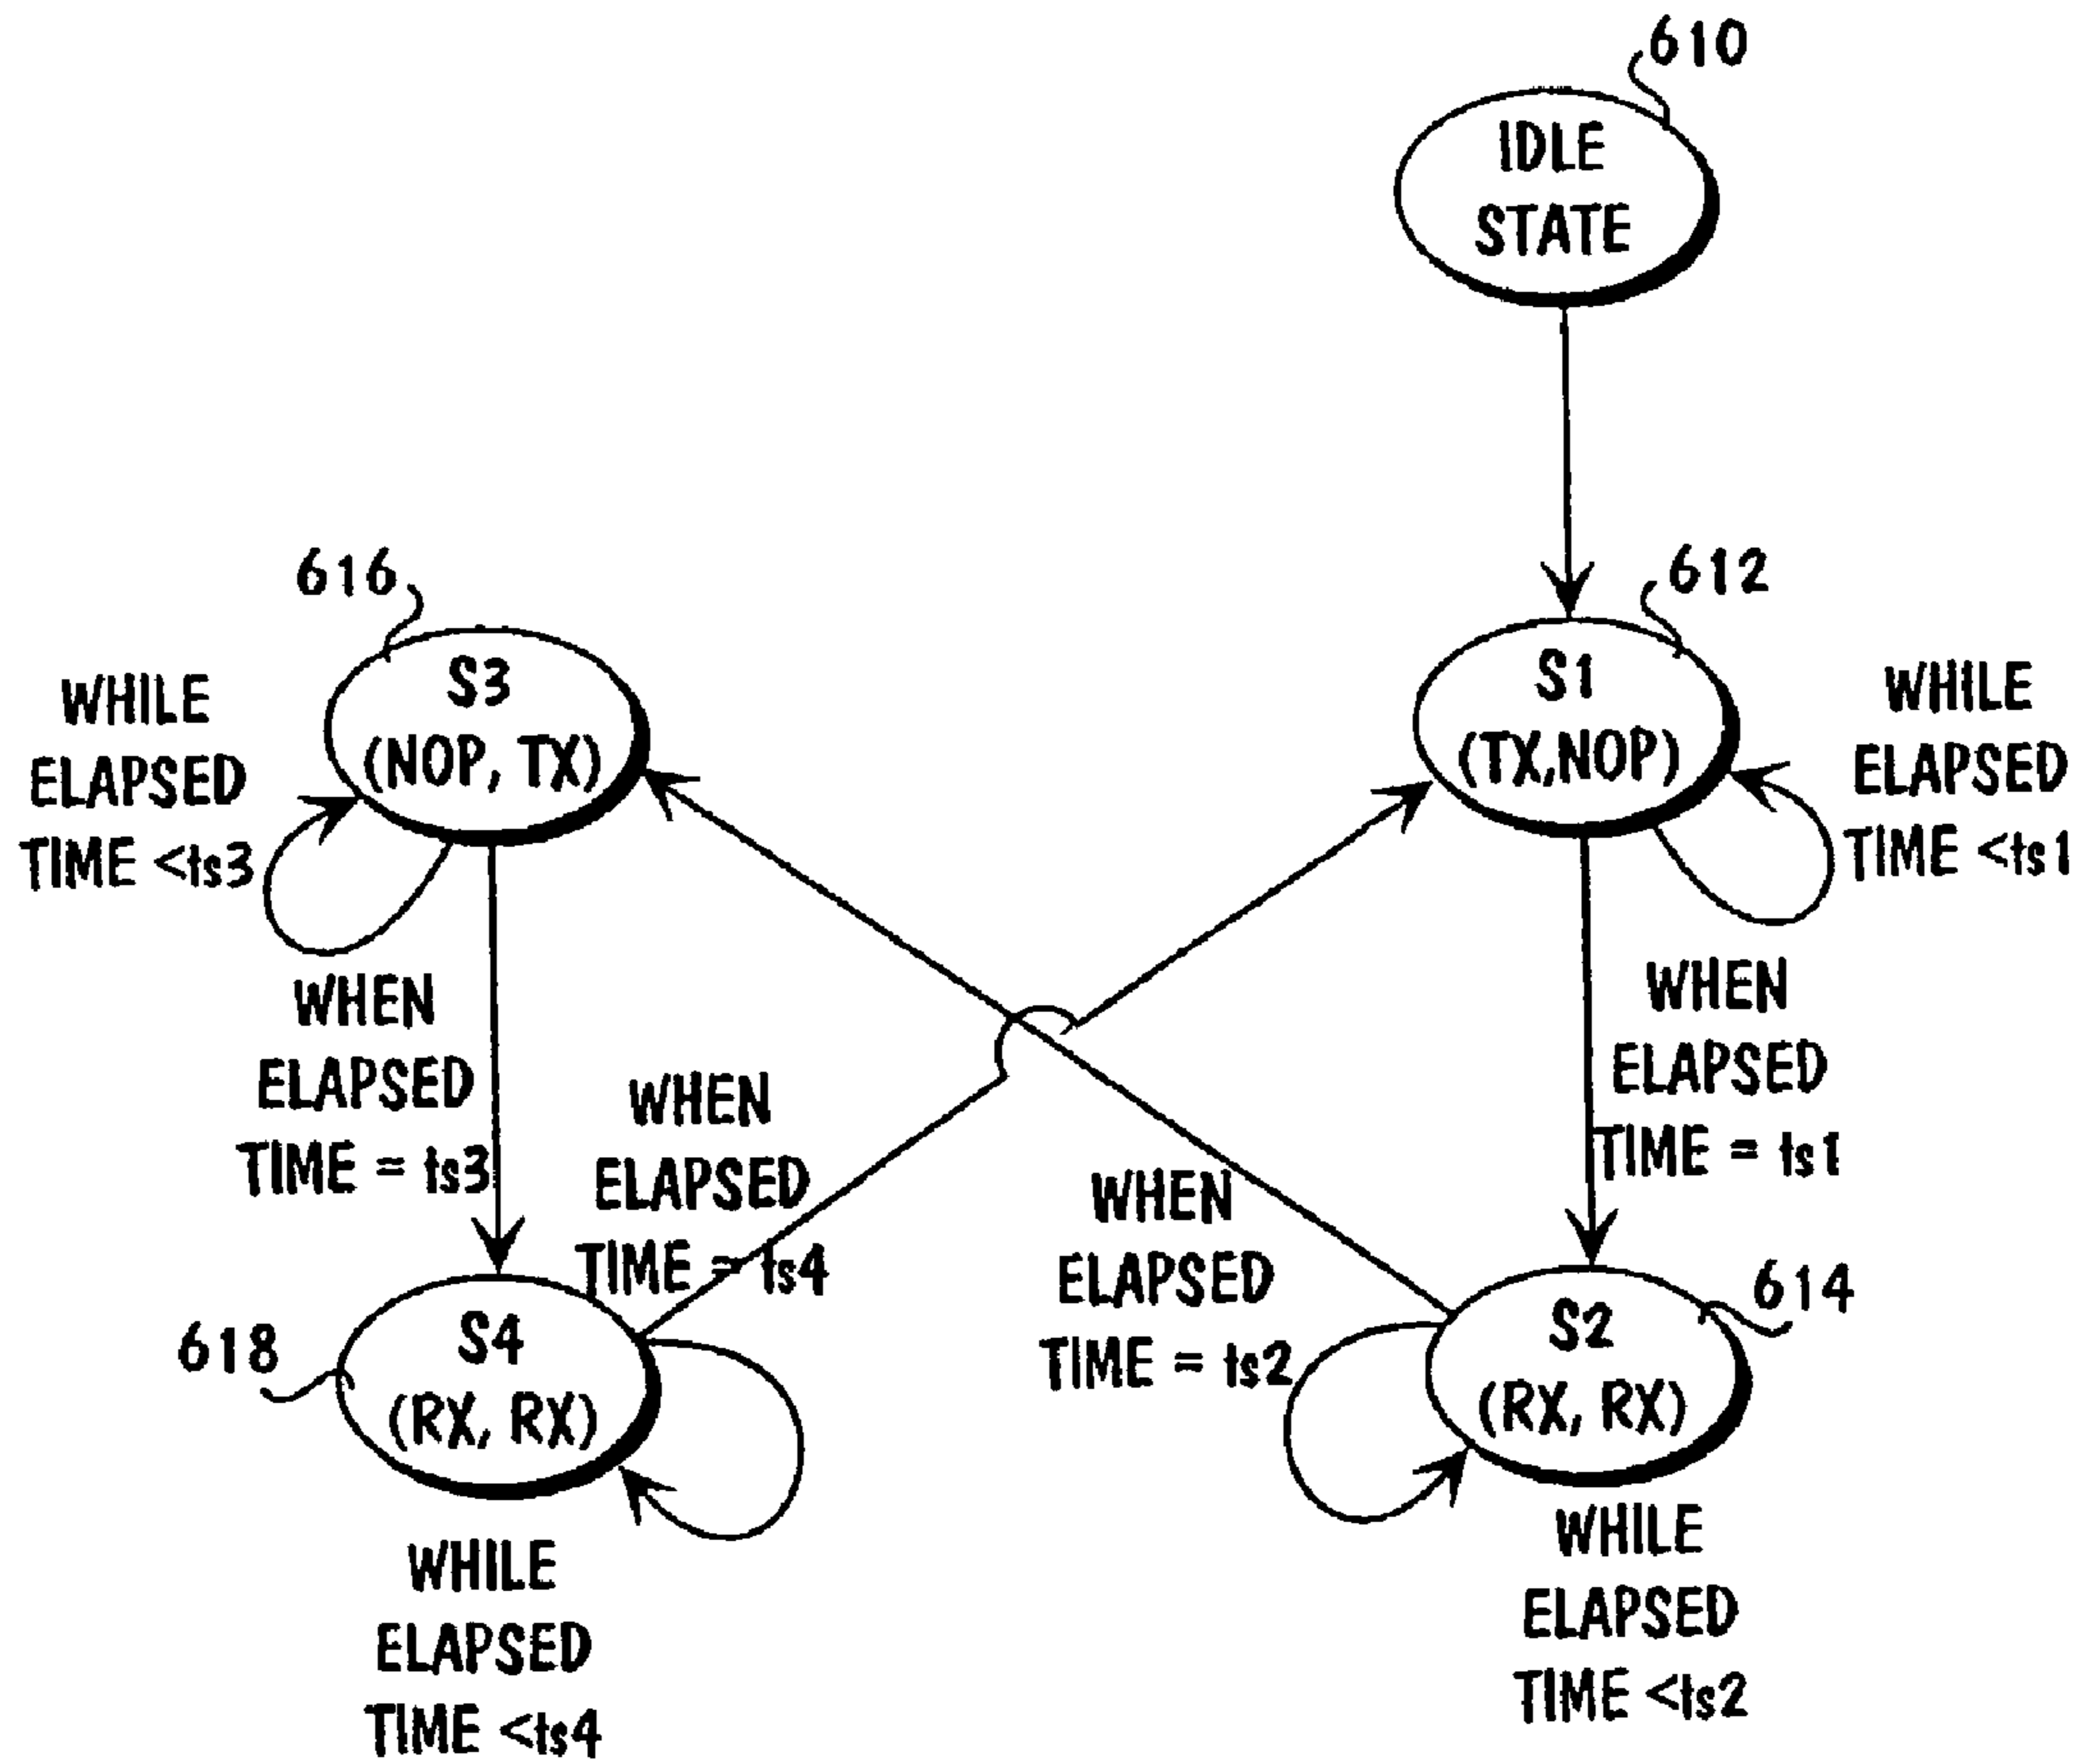 610
IDLE
STATE
616
612
S3
(NOP, TX)
S1
(TX,NOP)
WHILE
ELAPSED
TIME <ts3
WHILE
ELAPSED
TIME <ts1
WHEN
ELAPSED
TIME = ts3
WHEN
ELAPSED
TIME = ts4
WHEN
ELAPSED
TIME = ts2
WHEN
ELAPSED
TIME = ts1
618
S4
(RX, RX)
614
S2
(RX, RX)
WHILE
ELAPSED
TIME <ts4
WHILE
ELAPSED
TIME <ts2